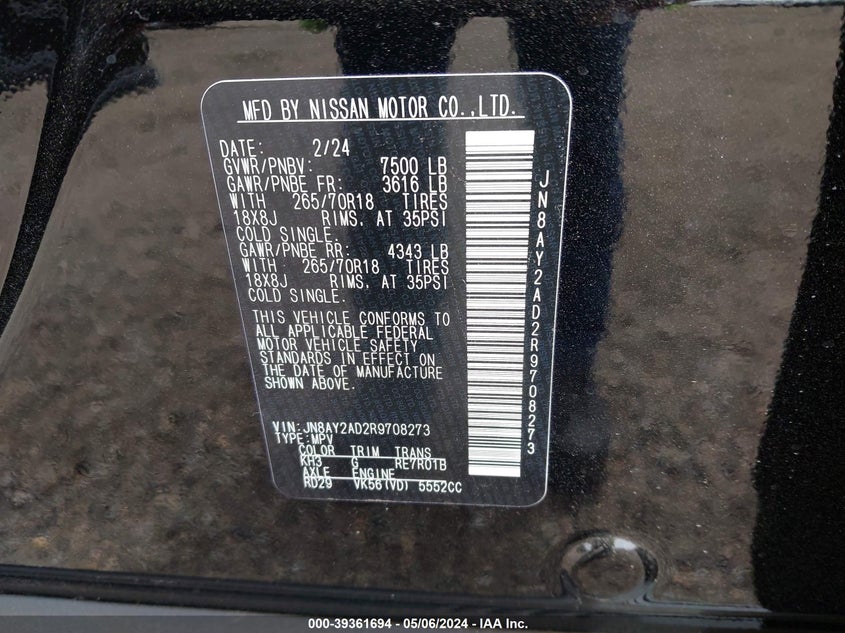 MFD BY NISSAN MOTOR CO.,LTD.
DATE: 2/24
GVWR/PNBV: 7500 LB
GAWR/PNBE FR: 3616 LB
WITH 265/70R18 TIRES
18X8J RIMS, AT 35PSI
COLD SINGLE.
GAWR/PNBE RR: 4343 LB
WITH 265/70R18 TIRES
18X8J RIMS, AT 35PSI
COLD SINGLE.
THIS VEHICLE CONFORMS TO
ALL APPLICABLE FEDERAL
MOTOR VEHICLE SAFETY
STANDARDS IN EFFECT ON
THE DATE OF MANUFACTURE
SHOWN ABOVE.
VIN:JN8AY2AD2R9708273
TYPE:MPV
COLOR TRIM TRANS
KH3 G RE7R01B
AXLE ENGINE
RD29 VK56(VD) 5552CC
JN8AY2AD2R9708273
000-39361694 — 05/06/2024 — IAA Inc.